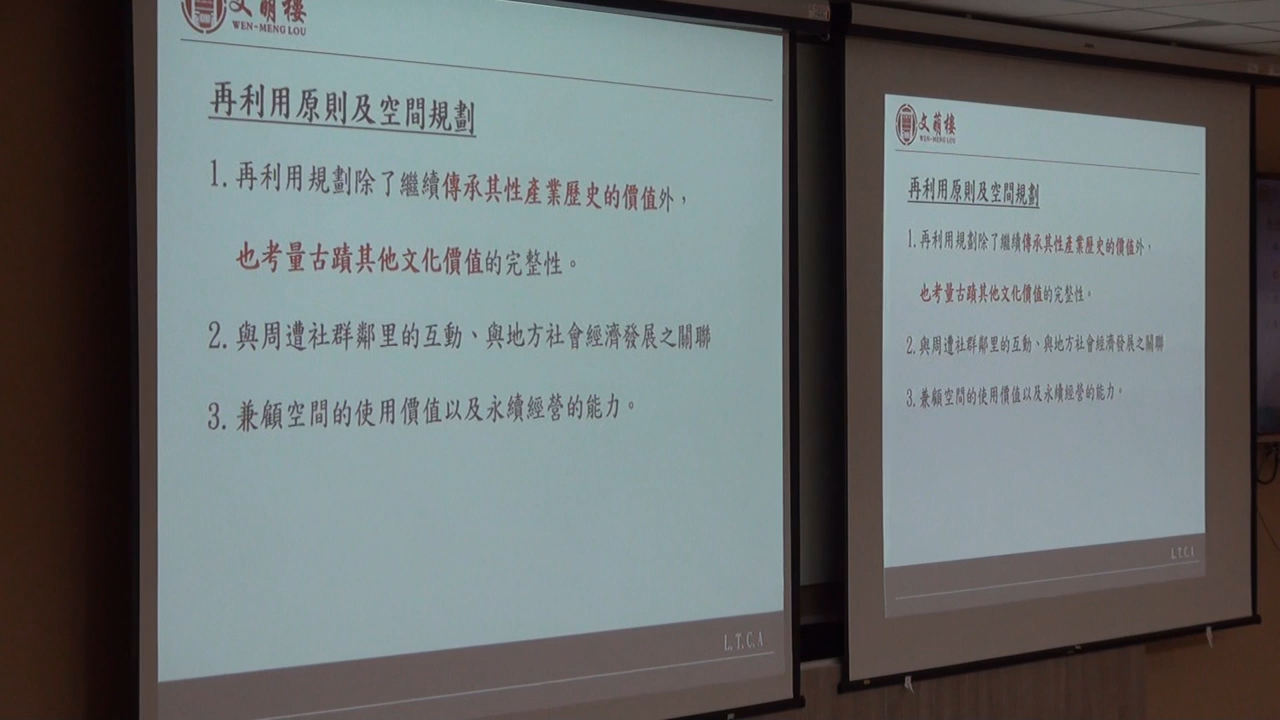 文萌樓
WEN-MENG LOU
再利用原則及空間規劃
1. 再利用規劃除了繼續傳承其性產業歷史的價值外，
也考量古蹟其他文化價值的完整性。
2. 與周遭社群鄰里的互動、與地方社會經濟發展之關聯
3. 兼顧空間的使用價值以及永續經營的能力。
L.T.C.A
文萌樓
WEN-MENG LOU
再利用原則及空間規劃
1. 再利用規劃除了繼續傳承其性產業歷史的價值外，
也考量古蹟其他文化價值的完整性。
2. 與周遭社群鄰里的互動、與地方社會經濟發展之關聯
3. 兼顧空間的使用價值以及永續經營的能力。
L.T.C.A